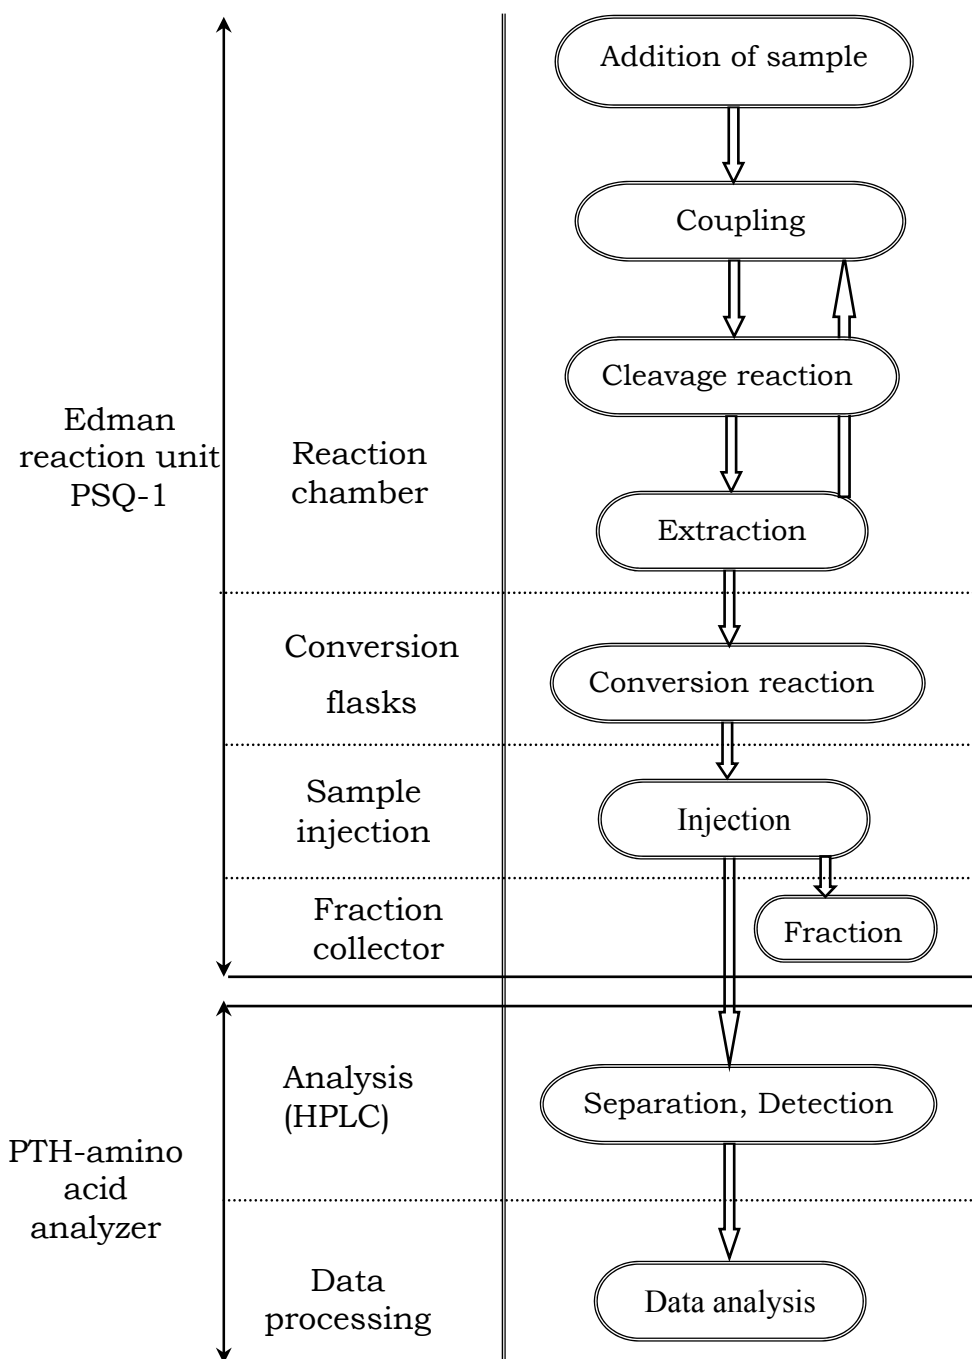 Addition of sample
Coupling
Cleavage reaction
Edman
reaction unit
PSQ-1
Reaction
chamber
Extraction
Conversion
flasks
Conversion reaction
Sample
injection
Injection
Fraction
collector
Fraction
Analysis
(HPLC)
Separation, Detection
PTH-amino
acid
analyzer
Data
processing
Data analysis